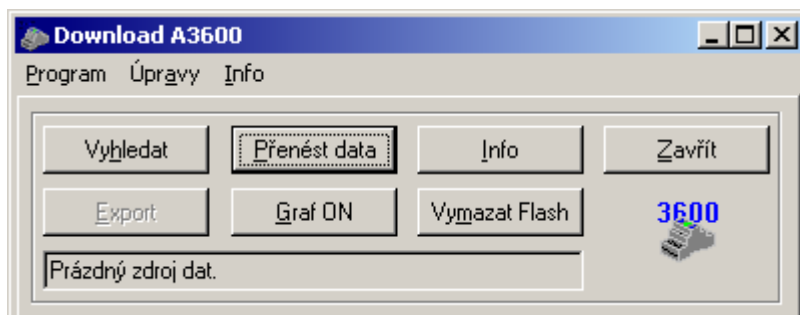 Download A3600
Program Úpravy Info
Vyhledat Přenést data Info Zavřít
Export Graf ON Vymazat Flash 3600
Prázdný zdroj dat.